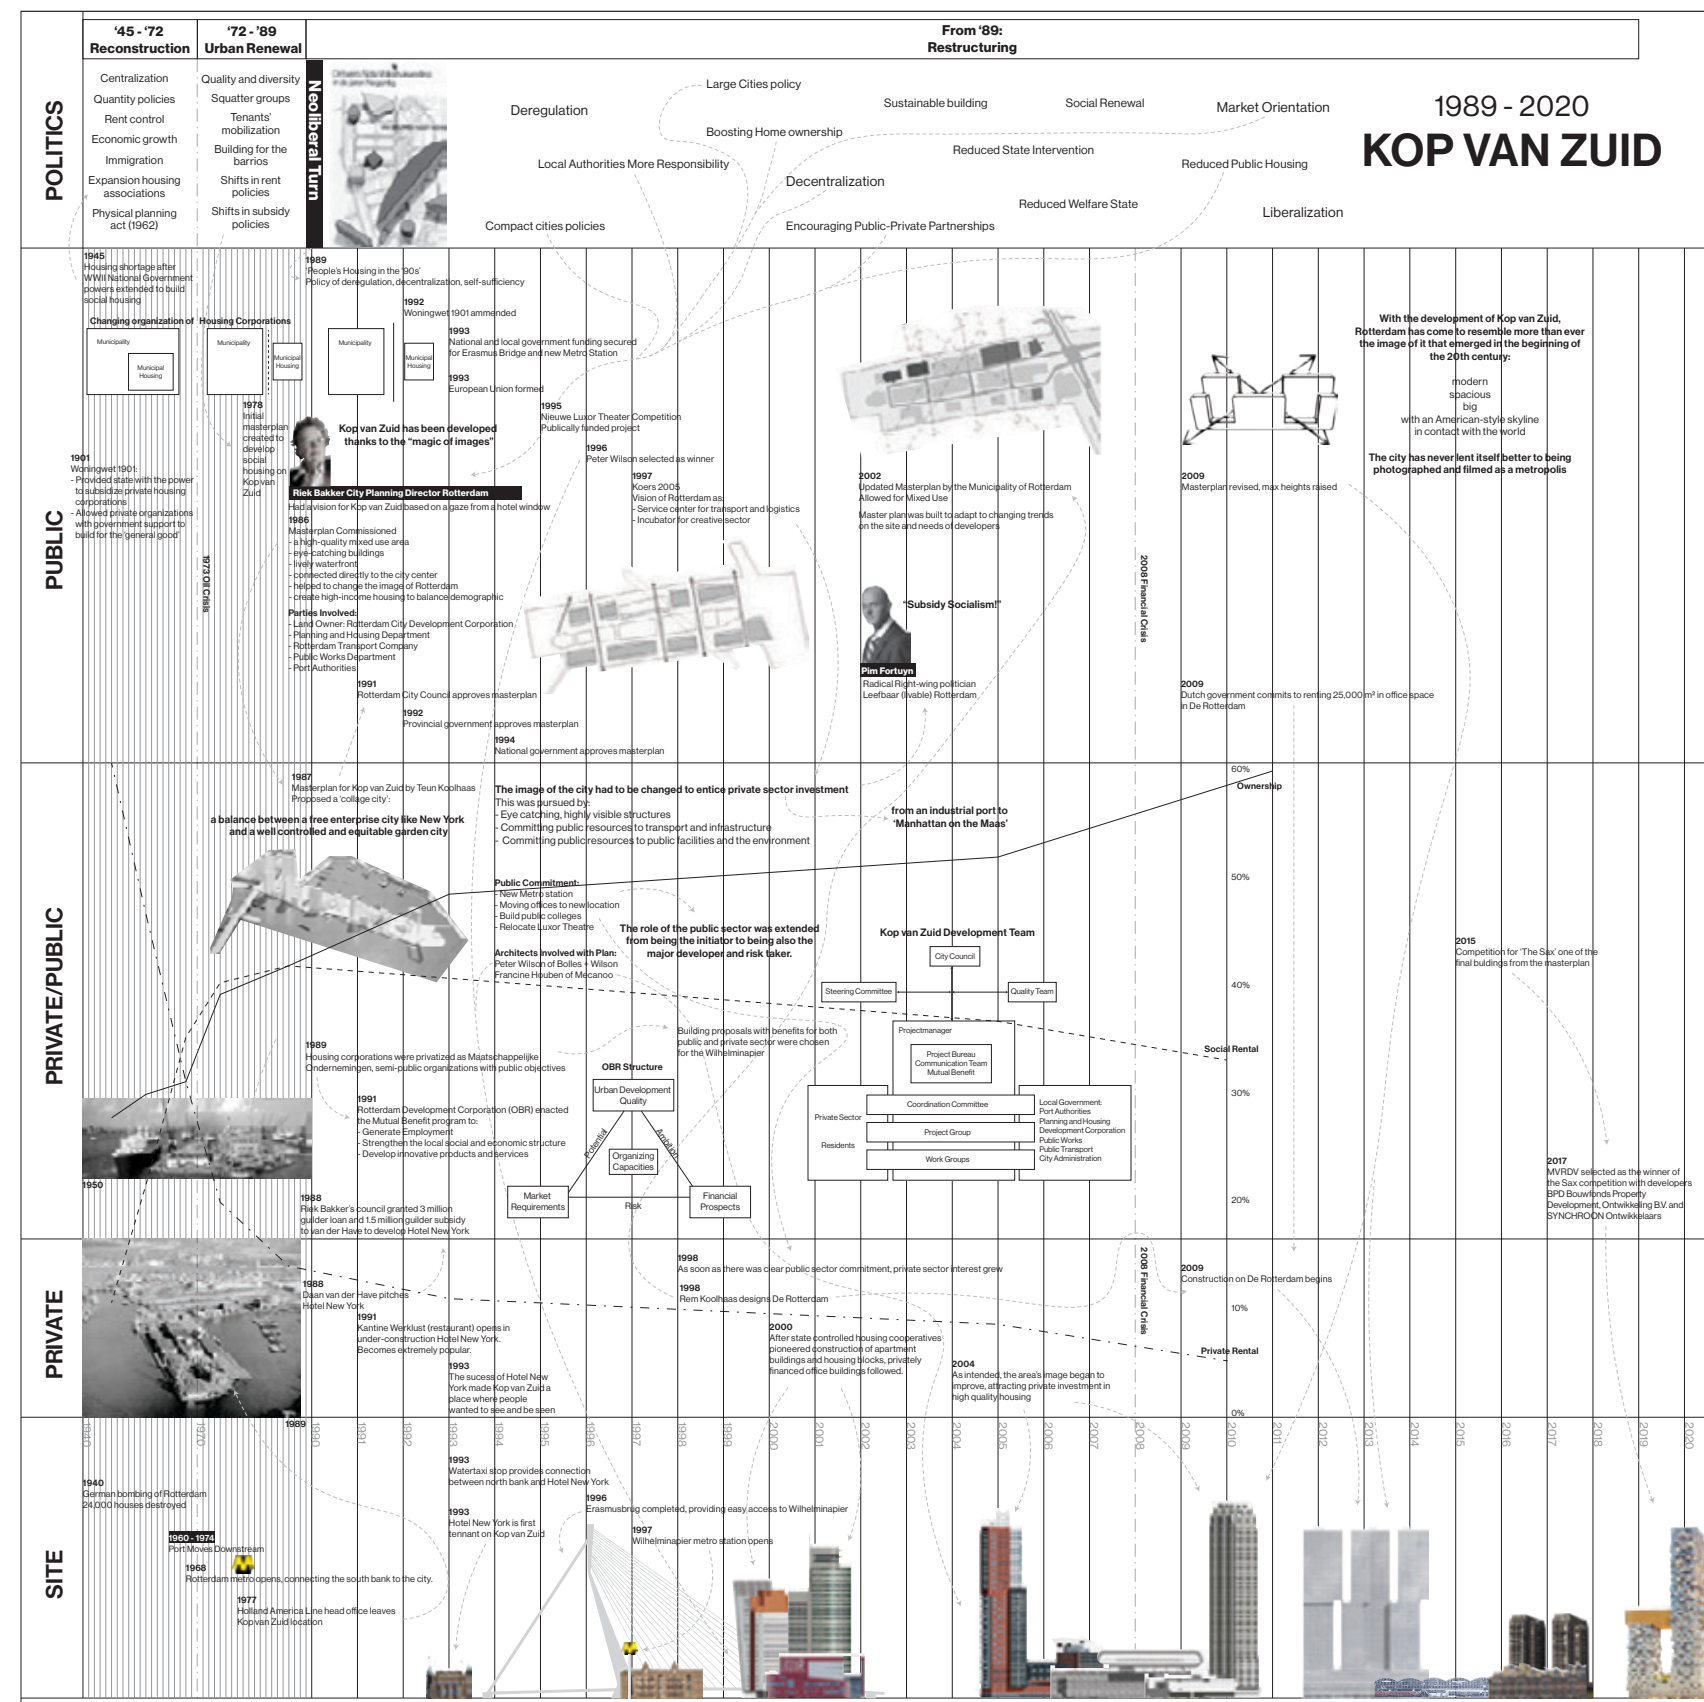 '45 - '72
Reconstruction
'72 - '89
Urban Renewal
From '89:
Restructuring
POLITICS
Centralization
Quantity policies
Rent control
Economic growth
Immigration
Expansion housing
associations
Physical planning
act (1962)
Quality and diversity
Squatter groups
Tenants'
mobilization
Building for the
barrios
Shifts in rent
policies
Shifts in subsidy
policies
Neoliberal Turn
Deregulation
Large Cities policy
Boosting Home ownership
Local Authorities More Responsibility
Decentralization
Compact cities policies
Encouraging Public-Private Partnerships
Sustainable building
Social Renewal
Market Orientation
Reduced State Intervention
Reduced Public Housing
Reduced Welfare State
Liberalization
1989 - 2020
KOP VAN ZUID
PUBLIC
1945
Housing shortage after
WWII National Government
powers extended to build
social housing
Changing organization of Housing Corporations
Municipality
Municipal
Housing
Municipality
Municipal
Housing
Municipality
Municipal
Housing
1989
'People's Housing in the '90s'
Policy of deregulation, decentralization, self-sufficiency
1992
Woningwet 1901 ammended
1993
National and local government funding secured
for Erasmus Bridge and new Metro Station
1993
European Union formed
1978
Initial
masterplan
created to
develop
social
housing on
Kop van
Zuid
Kop van Zuid has been developed
thanks to the "magic of images"
Riek Bakker City Planning Director Rotterdam
Had a vision for Kop van Zuid based on a gaze from a hotel window
1901
Woningwet 1901:
- Provided state with the power
to subsidize private housing
corporations
- Allowed private organizations
with government support to
build for the 'general good'
1973 Oil Crisis
1986
Masterplan Commissioned
- a high-quality mixed use area
- eye-catching buildings
- lively waterfront
- connected directly to the city center
- helped to change the image of Rotterdam
- create high-income housing to balance demographic
Parties Involved:
- Land Owner: Rotterdam City Development Corporation
- Planning and Housing Department
- Rotterdam Transport Company
- Public Works Department
- Port Authorities
1991
Rotterdam City Council approves masterplan
1992
Provincial government approves masterplan
1994
National government approves masterplan
1995
Nieuwe Luxor Theater Competition
Publically funded project
1996
Peter Wilson selected as winner
1997
Koers 2005
Vision of Rotterdam as:
- Service center for transport and logistics
- Incubator for creative sector
2002
Updated Masterplan by the Municipality of Rotterdam
Allowed for Mixed Use
Master plan was built to adapt to changing trends
on the site and needs of developers
"Subsidy Socialism!"
Pim Fortuyn
Radical Right-wing politician
Leefbaar (livable) Rotterdam
2008 Financial Crisis
2009
Masterplan revised, max heights raised
2009
Dutch government commits to renting 25,000 m² in office space
in De Rotterdam
With the development of Kop van Zuid,
Rotterdam has come to resemble more than ever
the image of it that emerged in the beginning of
the 20th century:
modern
spacious
big
with an American-style skyline
in contact with the world
The city has never lent itself better to being
photographed and filmed as a metropolis
PRIVATE/PUBLIC
1987
Masterplan for Kop van Zuid by Teun Koolhaas
Proposed a 'collage city':
a balance between a free enterprise city like New York
and a well controlled and equitable garden city
The image of the city had to be changed to entice private sector investment
This was pursued by:
- Eye catching, highly visible structures
- Committing public resources to transport and infrastructure
- Committing public resources to public facilities and the environment
from an industrial port to
'Manhattan on the Maas'
60%
Ownership
50%
40%
Social Rental
30%
20%
Public Commitment:
- New Metro station
- Moving offices to new location
- Build public colleges
- Relocate Luxor Theatre
Architects Involved with Plan:
Peter Wilson of Bolles + Wilson
Francine Houben of Mecanoo
The role of the public sector was extended
from being the initiator to being also the
major developer and risk taker.
Building proposals with benefits for both
public and private sector were chosen
for the Wilhelminapier
Kop van Zuid Development Team
City Council
Steering Committee
Quality Team
Projectmanager
Project Bureau
Communication Team
Mutual Benefit
Private Sector
Residents
Coordination Committee
Project Group
Work Groups
Local Government:
Port Authorities
Planning and Housing
Development Corporation
Public Works
Public Transport
City Administration
OBR Structure
Urban Development
Quality
Potential
Ambition
Organizing
Capacities
Market
Requirements
Risk
Financial
Prospects
1989
Housing corporations were privatized as Maatschappelijke
Ondernemingen, semi-public organizations with public objectives
1991
Rotterdam Development Corporation (OBR) enacted
the Mutual Benefit program to:
- Generate Employment
- Strengthen the local social and economic structure
- Develop innovative products and services
1950
1988
Riek Bakker's council granted 3 million
guilder loan and 1.5 million guilder subsidy
to van der Have to develop Hotel New York
2015
Competition for 'The Sax' one of the
final buldings from the masterplan
2017
MVRDV selected as the winner of
the Sax competition with developers
BPD Bouwfonds Property
Development, Ontwikkeling B.V. and
SYNCHROON Ontwikkelaars
PRIVATE
1988
Daan van der Have pitches
Hotel New York
1991
Kantine Werklust (restaurant) opens in
under-construction Hotel New York.
Becomes extremely popular.
1993
The sucess of Hotel New
York made Kop van Zuid a
place where people
wanted to see and be seen
1989
1998
As soon as there was clear public sector commitment, private sector interest grew
1998
Rem Koolhaas designs De Rotterdam
2000
After state controlled housing cooperatives
pioneered construction of apartment
buildings and housing blocks, privately
financed office buildings followed.
2004
As intended, the area's image began to
improve, attracting private investment in
high quality housing
2008 Financial Crisis
2009
Construction on De Rotterdam begins
10%
Private Rental
0%
1940
1970
1990
1991
1992
1993
1994
1995
1996
1997
1998
1999
2000
2001
2002
2003
2004
2005
2006
2007
2008
2009
2010
2011
2012
2013
2014
2015
2016
2017
2018
2019
2020
SITE
1940
German bombing of Rotterdam
24,000 houses destroyed
1960 - 1974
Port Moves Downstream
1968
Rotterdam metro opens, connecting the south bank to the city.
1977
Holland America Line head office leaves
Kop van Zuid location
1993
Watertaxi stop provides connection
between north bank and Hotel New York
1993
Hotel New York is first
tennant on Kop van Zuid
1996
Erasmusbrug completed, providing easy access to Wilhelminapier
1997
Wilhelminapier metro station opens